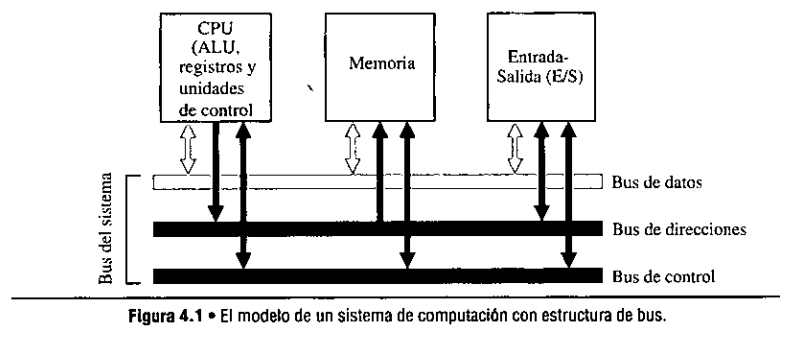 CPU
(ALU,
registros y
unidades
de control
Memoria
Entrada-
Salida (E/S)
Bus del sistema
Bus de datos
Bus de direcciones
Bus de control
Figura 4.1 • El modelo de un sistema de computación con estructura de bus.